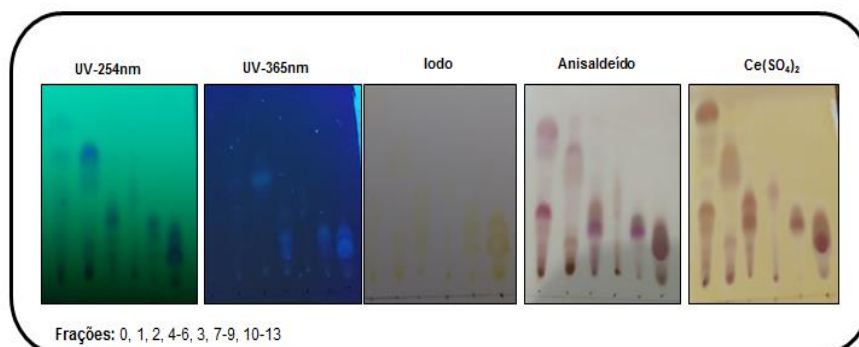 UV-254nm UV-365nm Iodo Anisaldeído Ce(SO₄)₂
Frações: 0, 1, 2, 4-6, 3, 7-9, 10-13